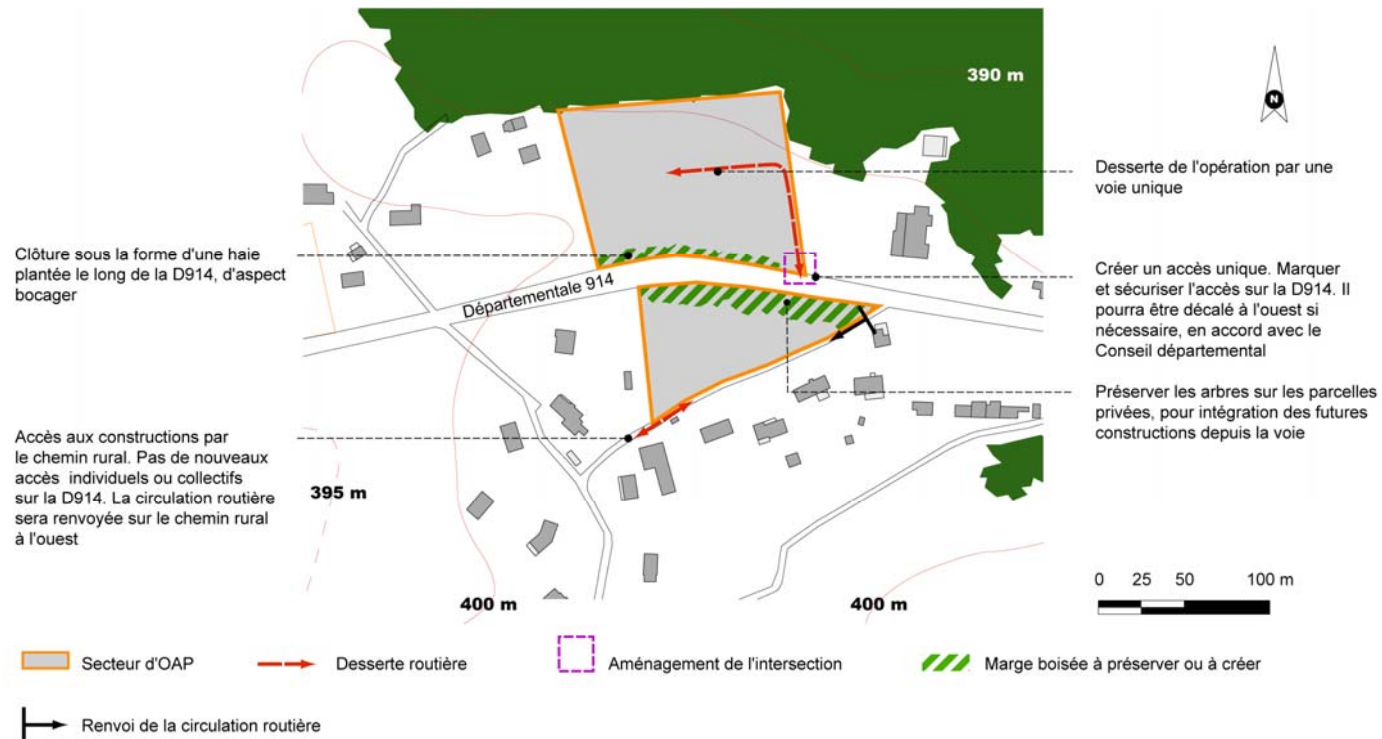 390 m
N
Desserte de l'opération par une
voie unique
Clôture sous la forme d'une haie
plantée le long de la D914, d'aspect
bocager
Départementale 914
Créer un accès unique. Marquer
et sécuriser l'accès sur la D914. Il
pourra être décalé à l'ouest si
nécessaire, en accord avec le
Conseil départemental
Préserver les arbres sur les parcelles
privées, pour intégration des futures
constructions depuis la voie
Accès aux constructions par
le chemin rural. Pas de nouveaux
accès individuels ou collectifs
sur la D914. La circulation routière
sera renvoyée sur le chemin rural
à l'ouest
395 m
400 m
400 m
0 25 50 100 m
Secteur d'OAP
Desserte routière
Aménagement de l'intersection
Marge boisée à préserver ou à créer
Renvoi de la circulation routière